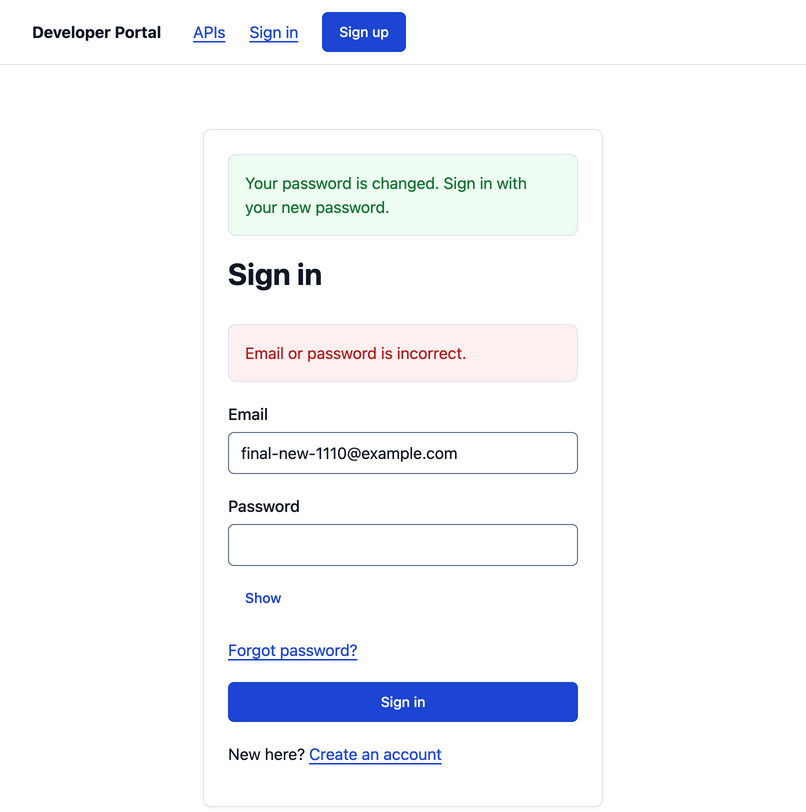 Developer Portal APIs Sign in Sign up
Your password is changed. Sign in with
your new password.
Sign in
Email or password is incorrect.
Email
final-new-1110@example.com
Password
Show
Forgot password?
Sign in
New here? Create an account